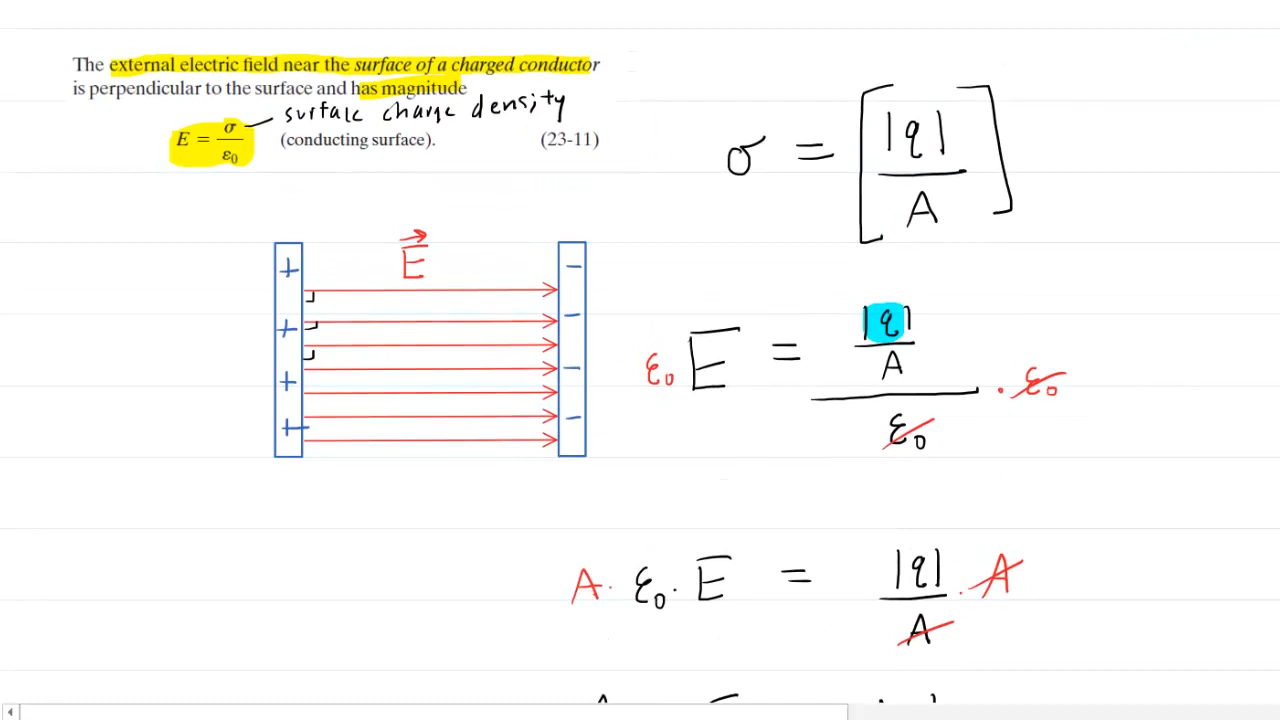 The external electric field near the surface of a charged conductor
is perpendicular to the surface and has magnitude
surface charge density
E = σ/ε₀ (conducting surface). (23-11)
σ = [|q|/A]
E
+ −
+ −
+ −
+ −
ε₀ E = |q|/A / ε₀ · ε₀
A · ε₀ · E = |q|/A · A